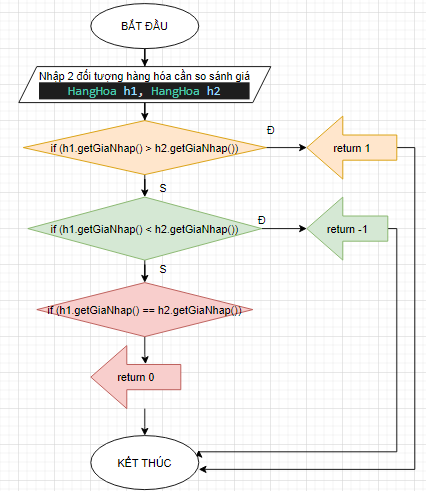 BẮT ĐẦU
Nhập 2 đối tượng hàng hóa cần so sánh giá
HangHoa h1, HangHoa h2
Đ
if (h1.getGiaNhap() > h2.getGiaNhap())
return 1
S
Đ
if (h1.getGiaNhap() < h2.getGiaNhap())
return -1
S
if (h1.getGiaNhap() == h2.getGiaNhap())
return 0
KẾT THÚC